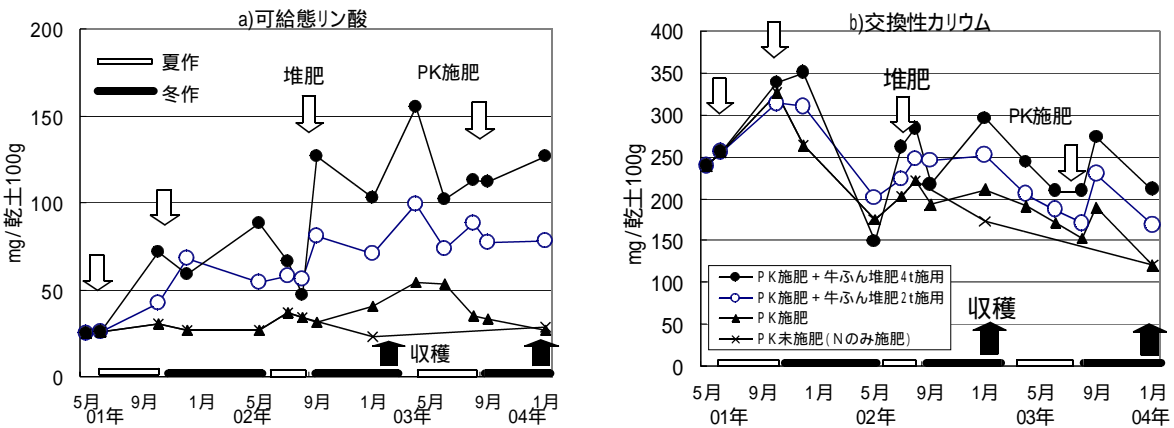 a)可給態リン酸
200
150
100
50
0
mg/乾土100g
夏作
冬作
堆肥
PK施肥
収穫
5月 9月 1月 5月 9月 1月 5月 9月 1月
01年 02年 03年 04年
b)交換性カリウム
400
350
300
250
200
150
100
50
0
mg/乾土100g
堆肥
PK施肥
PK施肥+牛ふん堆肥4t施用
PK施肥+牛ふん堆肥2t施用
PK施肥
PK未施肥(Nのみ施肥)
収穫
5月 9月 1月 5月 9月 1月 5月 9月 1月
01年 02年 03年 04年